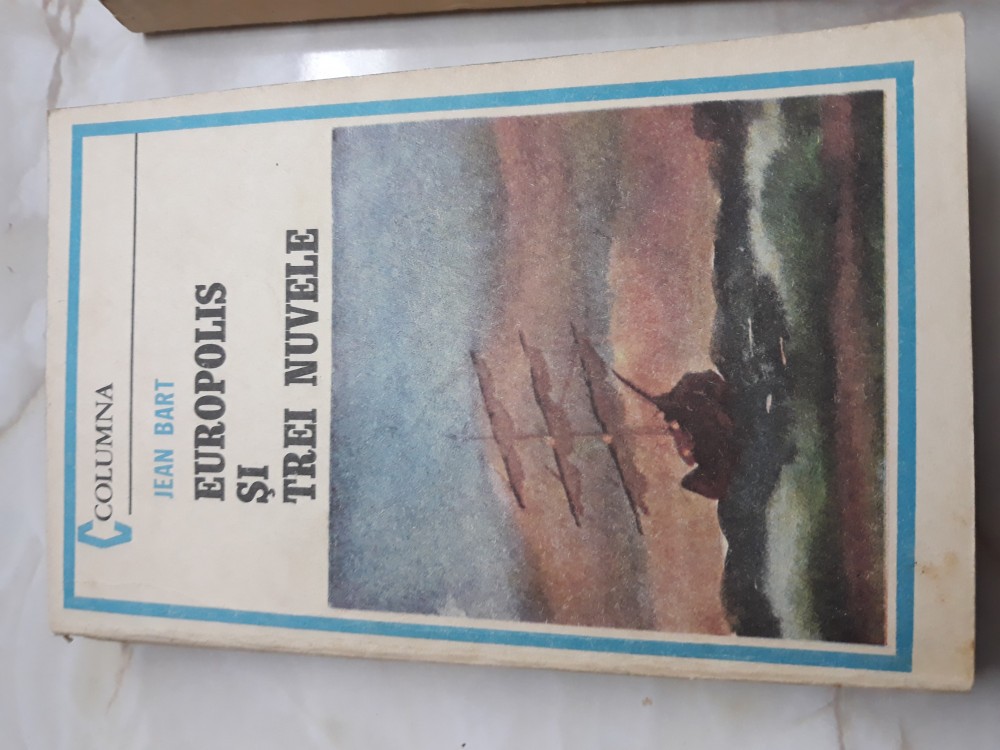 COLUMNA
JEAN BART
EUROPOLIS
ŞI
TREI NUVELE